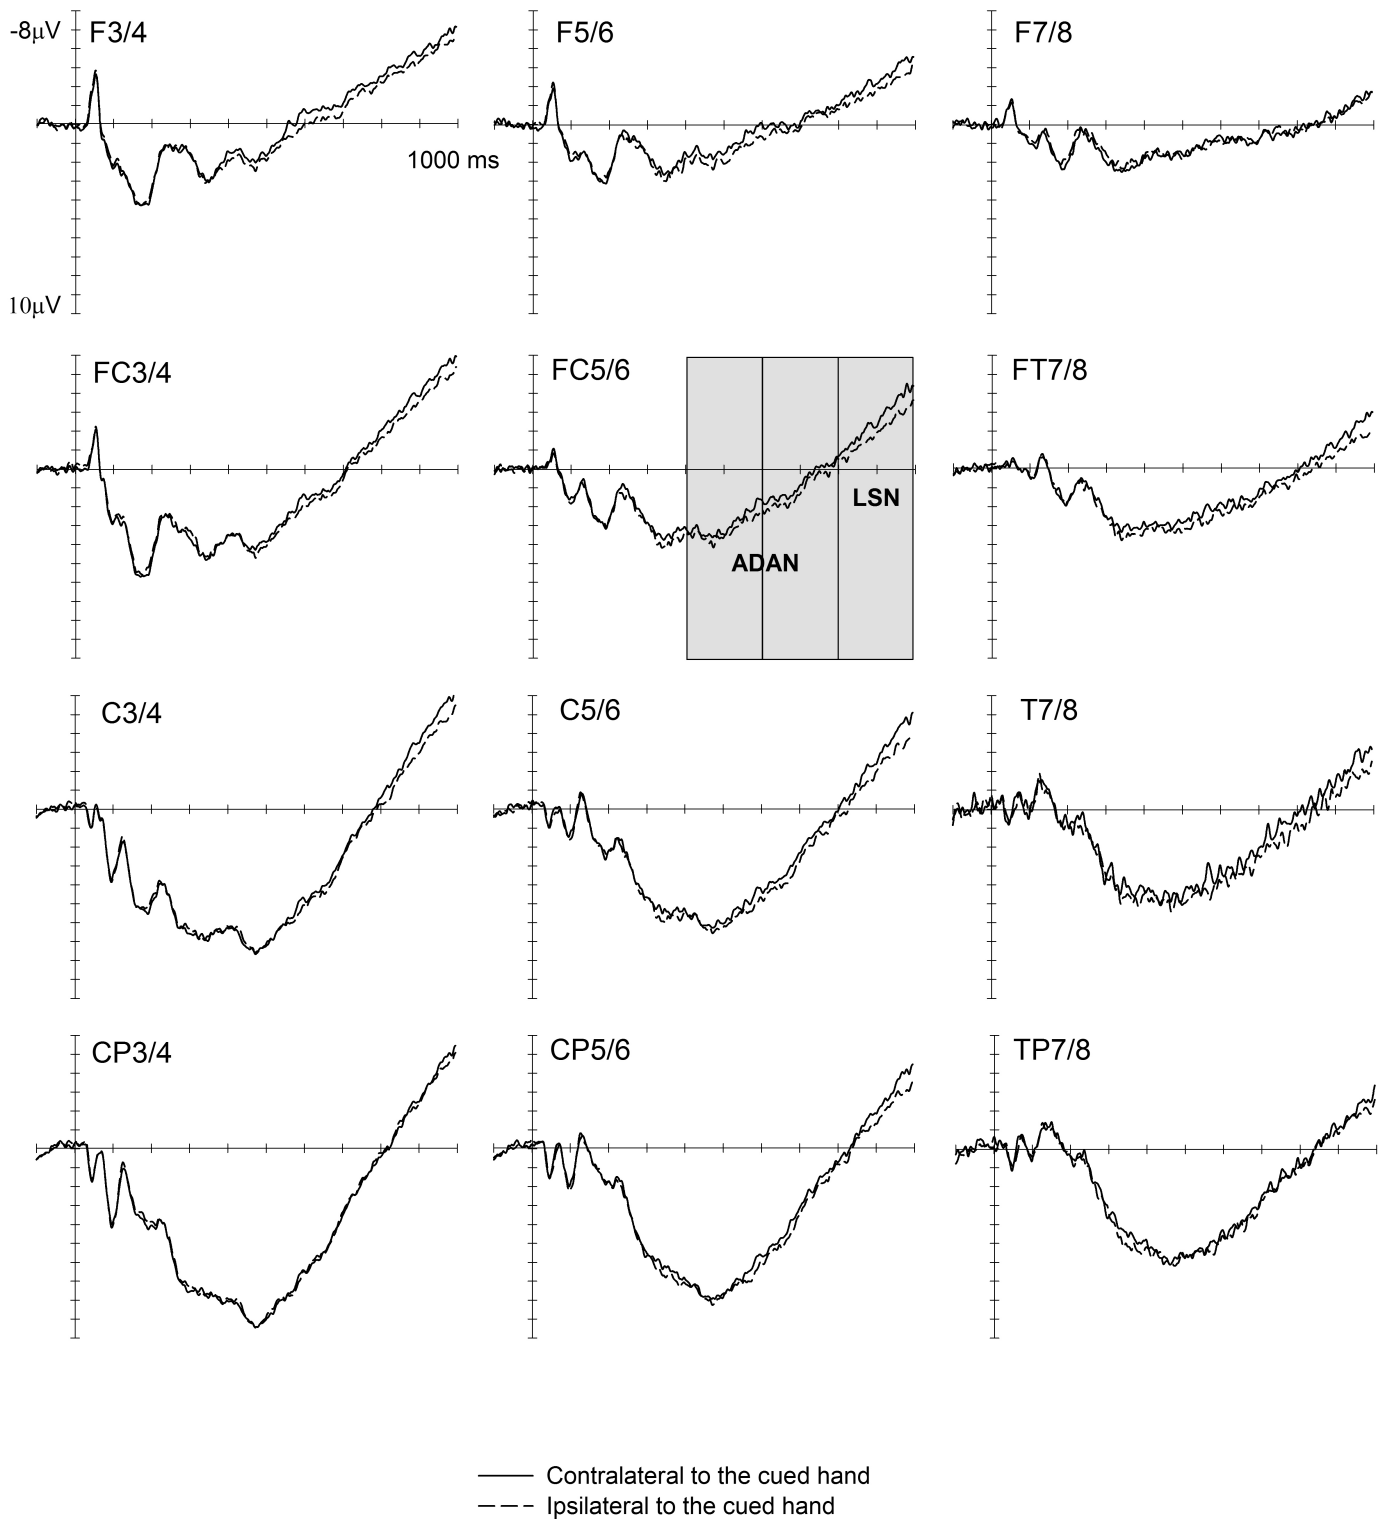 -8μV
F3/4
F5/6
F7/8
1000 ms
10μV
FC3/4
FC5/6
FT7/8
LSN
ADAN
C3/4
C5/6
T7/8
CP3/4
CP5/6
TP7/8
Contralateral to the cued hand
Ipsilateral to the cued hand